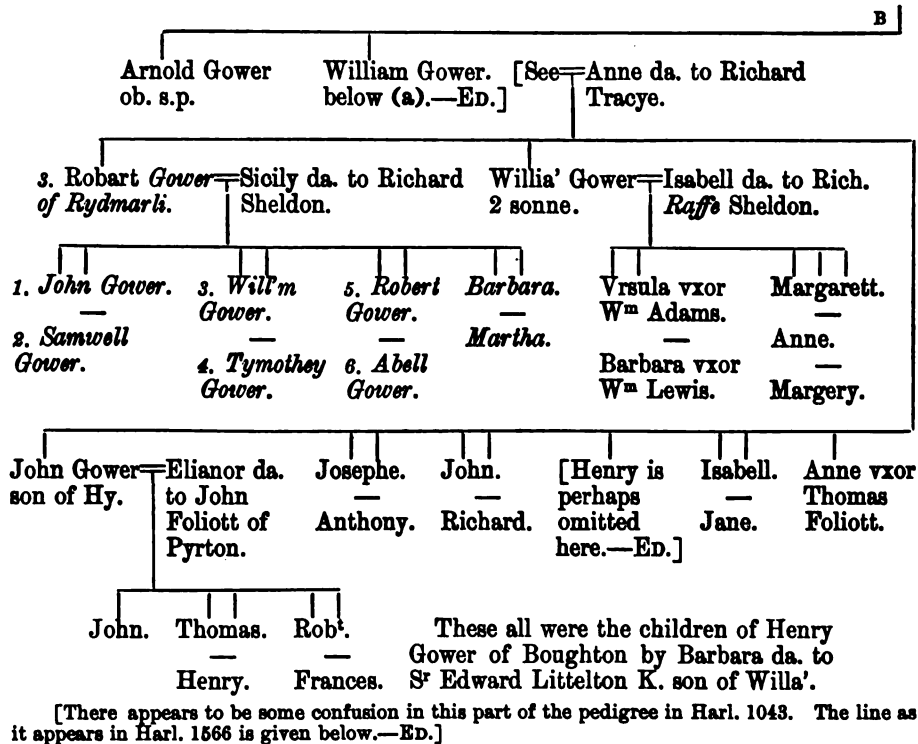 B
Arnold Gower
ob. s.p.
William Gower.
below (a).—ED.]
[See
Anne da. to Richard
Tracye.
3. Robart Gower
of Rydmarli.
Sicily da. to Richard
Sheldon.
Willia' Gower
2 sonne.
Isabell da. to Rich.
Raffe Sheldon.
1. John Gower.
—
2. Samwell
Gower.
3. Will'm
Gower.
—
4. Tymothey
Gower.
5. Robert
Gower.
—
6. Abell
Gower.
Barbara.
—
Martha.
Vrsula vxor
Wᵐ Adams.
—
Barbara vxor
Wᵐ Lewis.
Margarett.
—
Anne.
—
Margery.
John Gower
son of Hy.
Elianor da.
to John
Foliott of
Pyrton.
Josephe.
—
Anthony.
John.
—
Richard.
[Henry is
perhaps
omitted
here.—ED.]
Isabell.
—
Jane.
Anne vxor
Thomas
Foliott.
John.
Thomas.
—
Henry.
Robᵗ.
—
Frances.
These all were the children of Henry
Gower of Boughton by Barbara da. to
Sʳ Edward Littelton K. son of Willa'.
[There appears to be some confusion in this part of the pedigree in Harl. 1043. The line as
it appears in Harl. 1566 is given below.—ED.]